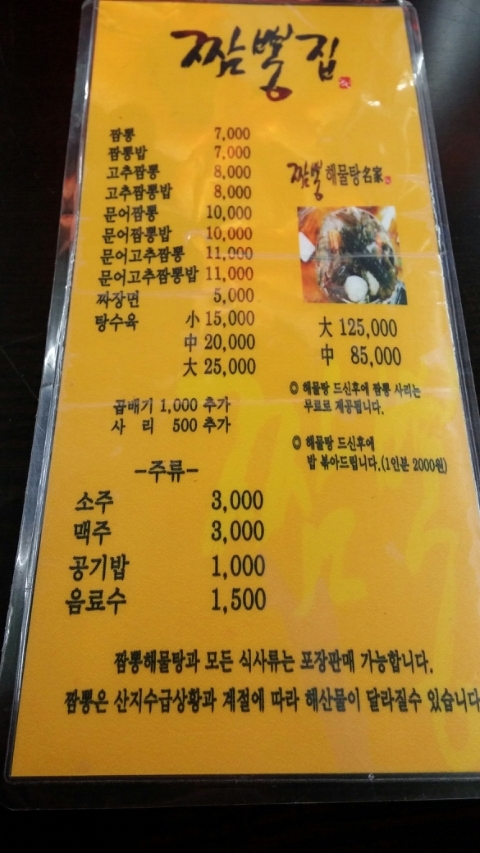 짬뽕집
짬뽕 7,000
짬뽕밥 7,000
고추짬뽕 8,000
고추짬뽕밥 8,000
문어짬뽕 10,000
문어짬뽕밥 10,000
문어고추짬뽕 11,000
문어고추짬뽕밥 11,000
짜장면 5,000
탕수육 小 15,000
中 20,000
大 25,000
곱배기 1,000 추가
사 리 500 추가
짬뽕해물탕名家
大 125,000
中 85,000
◎ 해물탕 드신후에 짬뽕 사리는
무료로 제공됩니다.
◎ 해물탕 드신후에
밥 볶아드립니다.(1인분 2000원)
-주류-
소주 3,000
맥주 3,000
공기밥 1,000
음료수 1,500
짬뽕해물탕과 모든 식사류는 포장판매 가능합니다.
짬뽕은 산지수급상황과 계절에 따라 해산물이 달라질수 있습니다